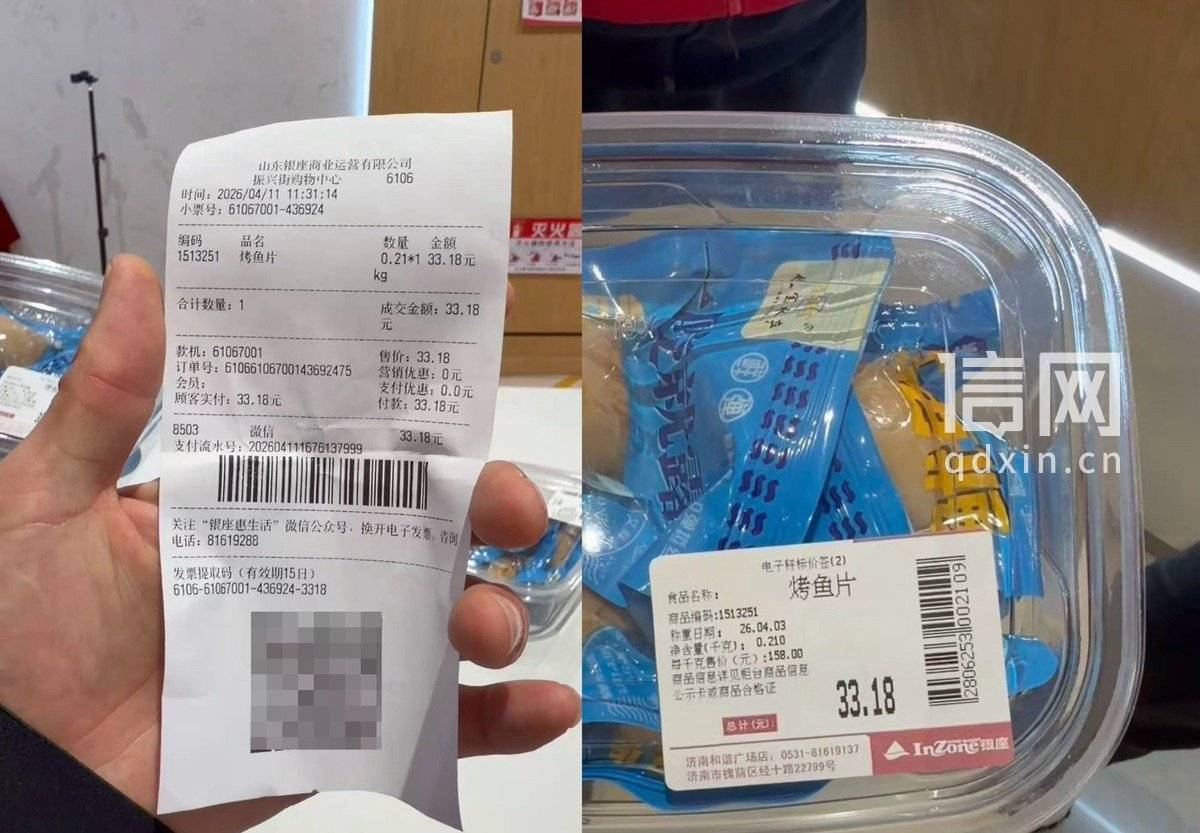 山东银座商业运营有限公司
振兴街购物中心 6106
时间：2026/04/11 11:31:14
小票号：61067001-436924
编码 品名 数量 金额
1513251 烤鱼片 0.21*1 33.18元
kg
合计数量：1 成交金额：33.18
元
款机：61067001 售价：33.18
订单号：61066106700143692475 营销优惠：0元
会员： 支付优惠：0.0元
顾客实付：33.18元 付款：33.18元
8503 微信 33.18元
支付流水号：202604111676137999
关注“银座惠生活”微信公众号、换开电子发票、咨询
电话：81619288
发票提取码（有效期15日）
6106-61067001-436924-3318
灭火
信网
qdxin.cn
电子秤标价签(2)
食品名称： 烤鱼片
商品编码:1513251
称重日期： 26.04.03
净含量(千克)： 0.210
每千克售价（元）:158.00
商品信息详见柜台商品信息
公示卡或商品合格证
33.18
总计(元):
28062530002109
济南和谐广场店：0531-81619137
济南市槐荫区经十路22799号
InZone银座